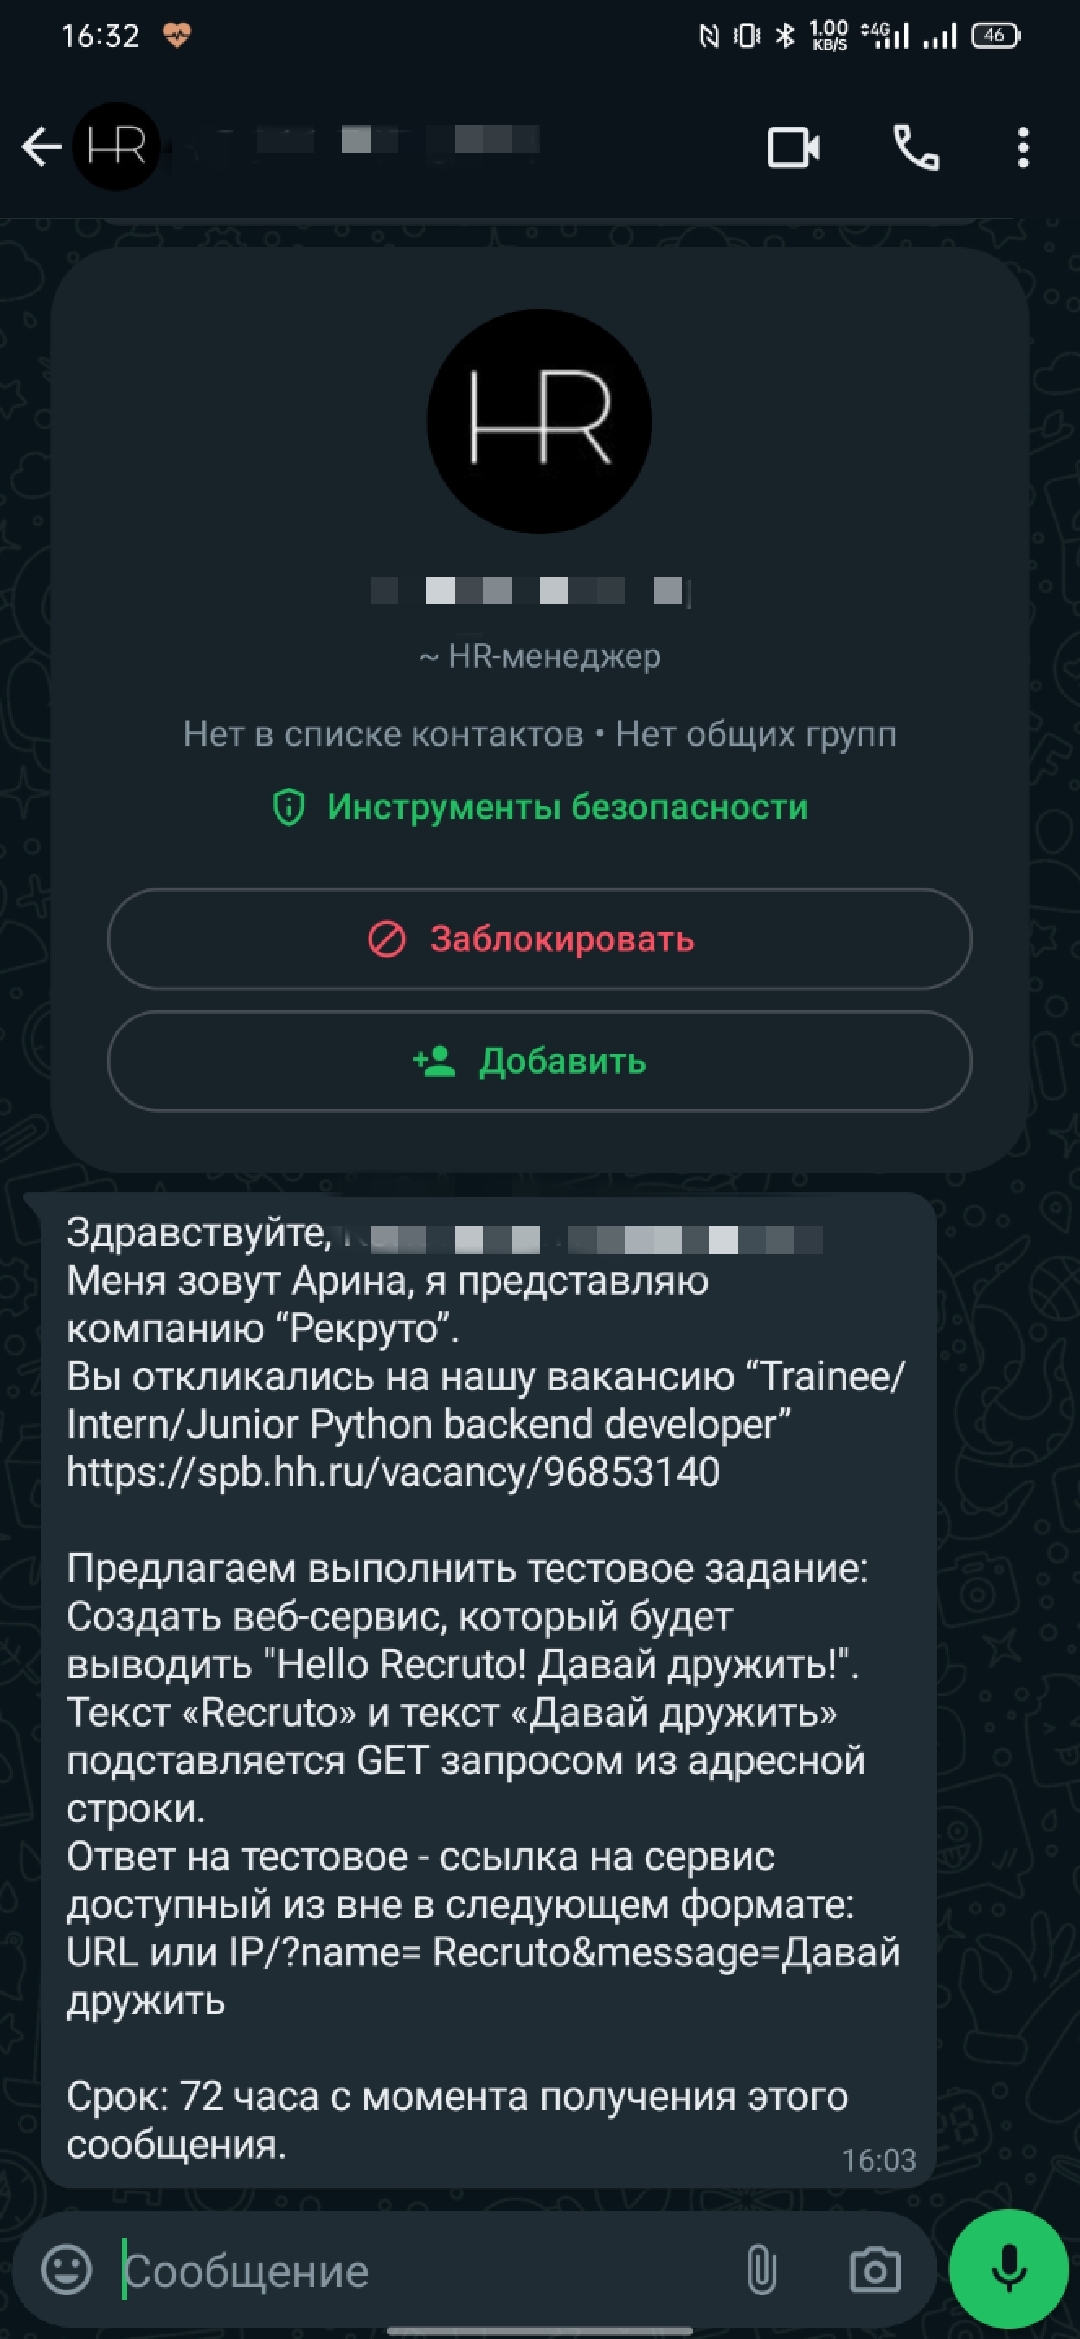 16:32
1.00
KB/S
4G
46
HR
HR
~ HR-менеджер
Нет в списке контактов • Нет общих групп
Инструменты безопасности
Заблокировать
Добавить
Здравствуйте,
Меня зовут Арина, я представляю
компанию “Рекруто”.
Вы откликались на нашу вакансию “Trainee/
Intern/Junior Python backend developer”
https://spb.hh.ru/vacancy/96853140
Предлагаем выполнить тестовое задание:
Создать веб-сервис, который будет
выводить "Hello Recruto! Давай дружить!".
Текст «Recruto» и текст «Давай дружить»
подставляется GET запросом из адресной
строки.
Ответ на тестовое - ссылка на сервис
доступный из вне в следующем формате:
URL или IP/?name= Recruto&message=Давай
дружить
Срок: 72 часа с момента получения этого
сообщения.
16:03
Сообщение